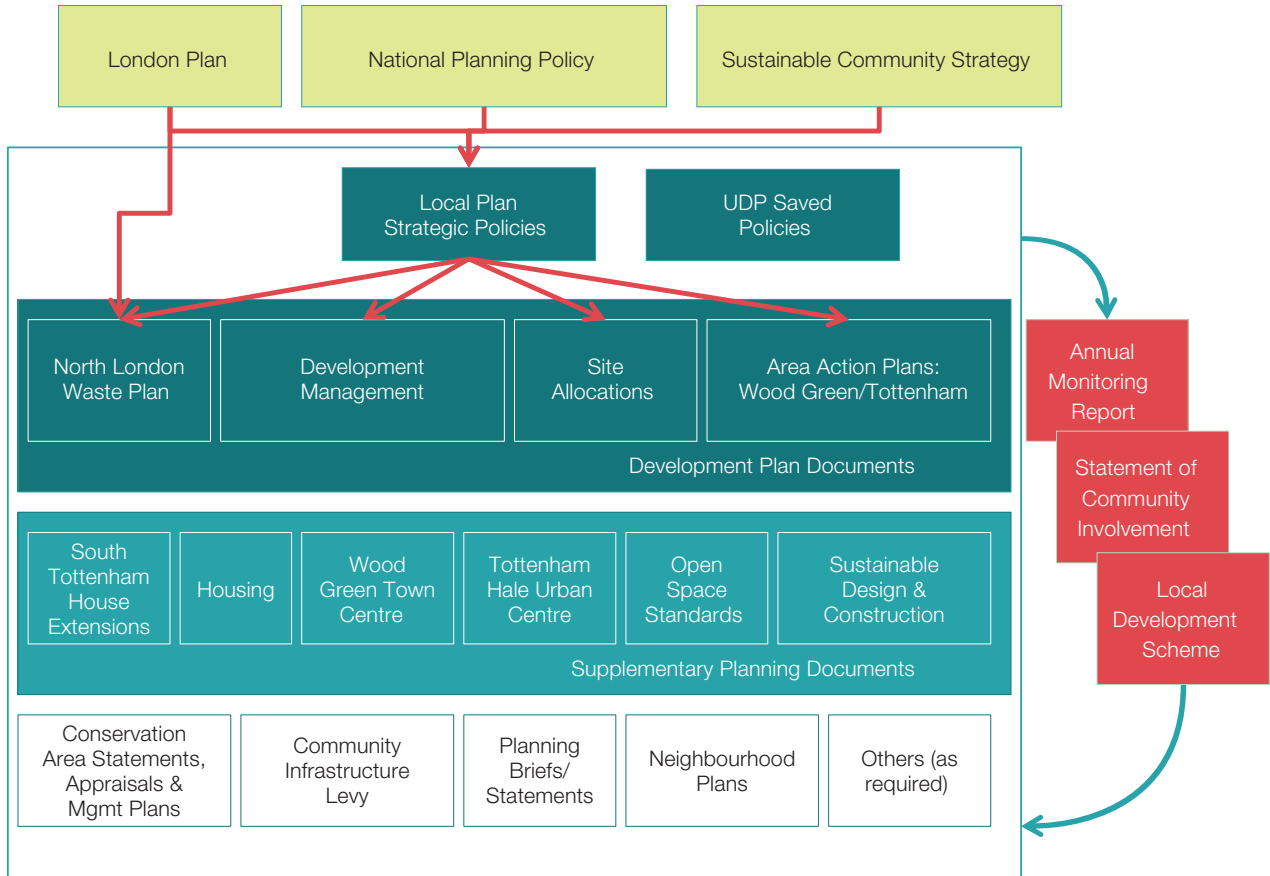 London Plan
National Planning Policy
Sustainable Community Strategy
Local Plan
Strategic Policies
UDP Saved
Policies
North London
Waste Plan
Development
Management
Site
Allocations
Area Action Plans:
Wood Green/Tottenham
Development Plan Documents
Annual
Monitoring
Report
Statement of
Community
Involvement
Local
Development
Scheme
South
Tottenham
House
Extensions
Housing
Wood
Green Town
Centre
Tottenham
Hale Urban
Centre
Open
Space
Standards
Sustainable
Design &
Construction
Supplementary Planning Documents
Conservation
Area Statements,
Appraisals &
Mgmt Plans
Community
Infrastructure
Levy
Planning
Briefs/
Statements
Neighbourhood
Plans
Others (as
required)